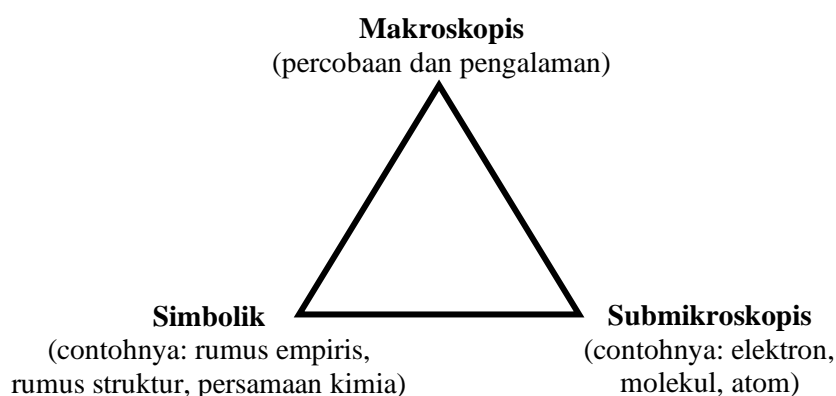 Makroskopis
(percobaan dan pengalaman)
Simbolik
(contohnya: rumus empiris,
rumus struktur, persamaan kimia)
Submikroskopis
(contohnya: elektron,
molekul, atom)